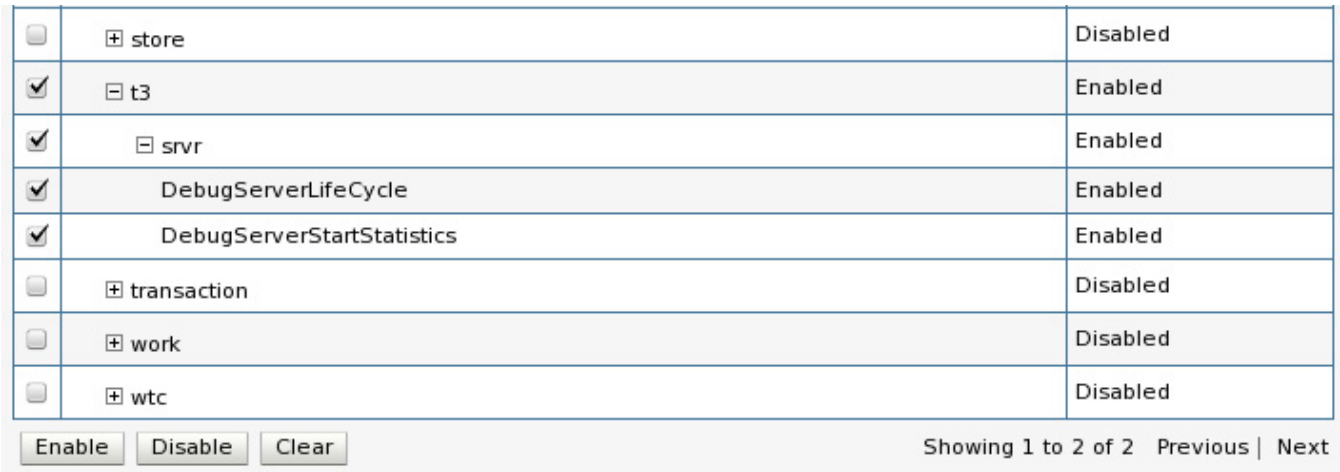 store Disabled
t3 Enabled
srvr Enabled
DebugServerLifeCycle Enabled
DebugServerStartStatistics Enabled
transaction Disabled
work Disabled
wtc Disabled
Enable Disable Clear Showing 1 to 2 of 2 Previous | Next